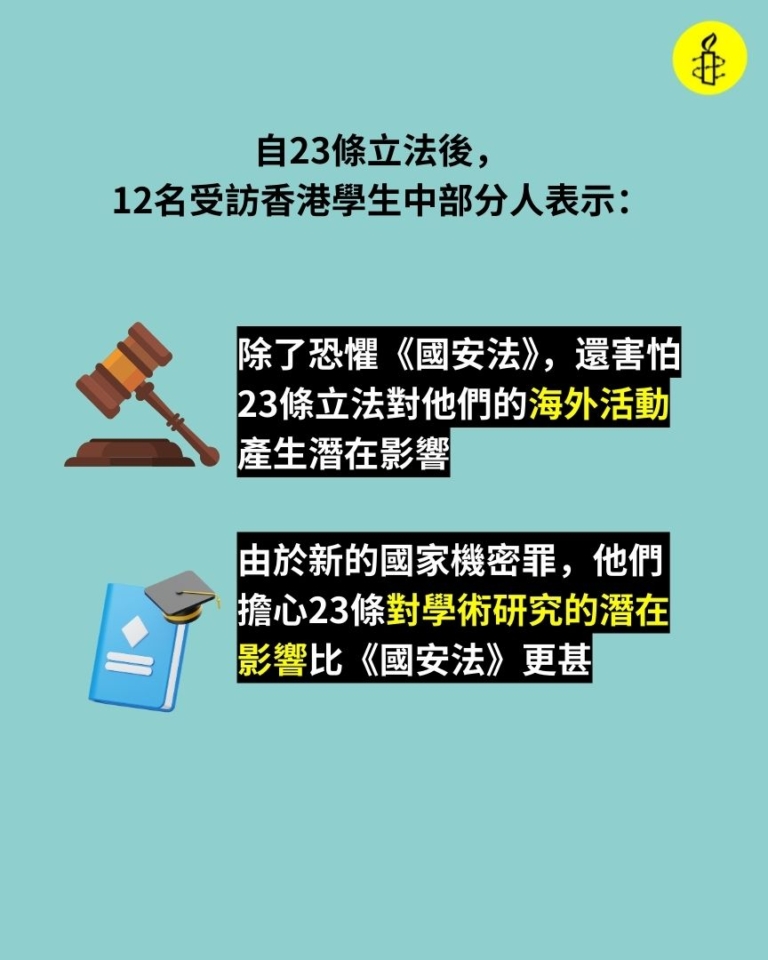 自23條立法後，
12名受訪香港學生中部分人表示：
除了恐懼《國安法》，還害怕
23條立法對他們的海外活動
產生潛在影響
由於新的國家機密罪，他們
擔心23條對學術研究的潛在
影響比《國安法》更甚